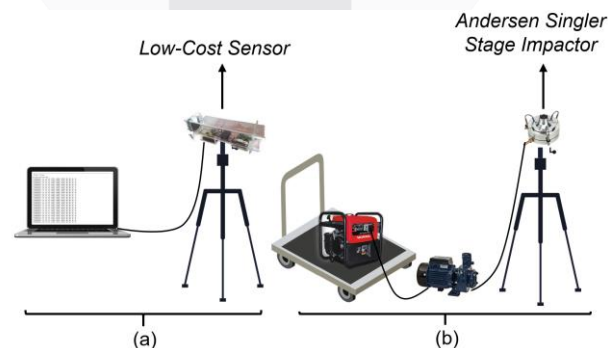 Low-Cost Sensor
Andersen Singler
Stage Impactor
(a)
(b)